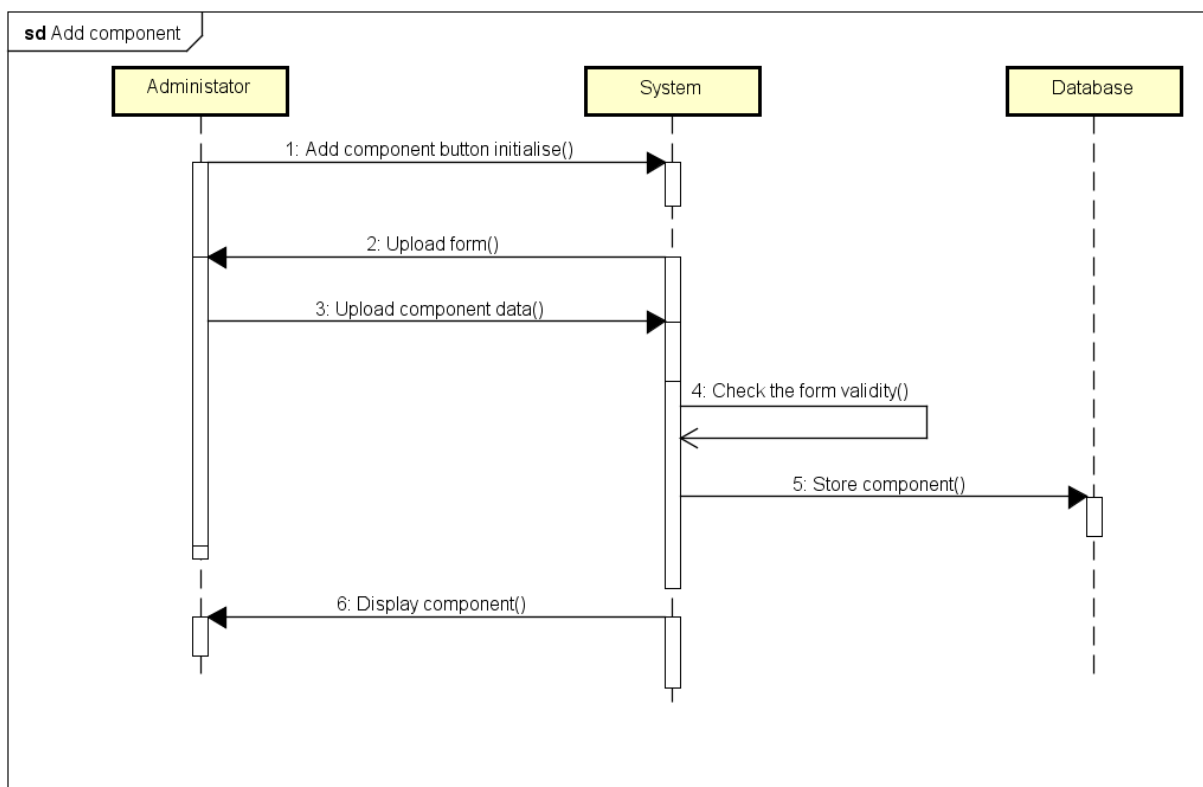 sd Add component
Administator
System
Database
1: Add component button initialise()
2: Upload form()
3: Upload component data()
4: Check the form validity()
5: Store component()
6: Display component()